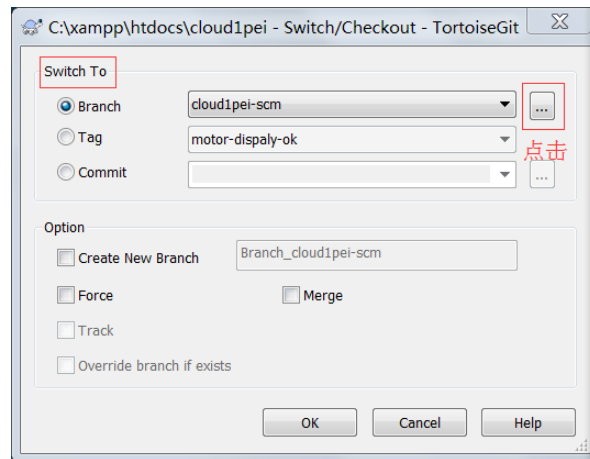 C:\xampp\htdocs\cloud1pei - Switch/Checkout - TortoiseGit
Switch To
Branch
cloud1pei-scm
...
Tag
motor-dispaly-ok
点击
Commit
...
Option
Create New Branch
Branch_cloud1pei-scm
Force
Merge
Track
Override branch if exists
OK
Cancel
Help